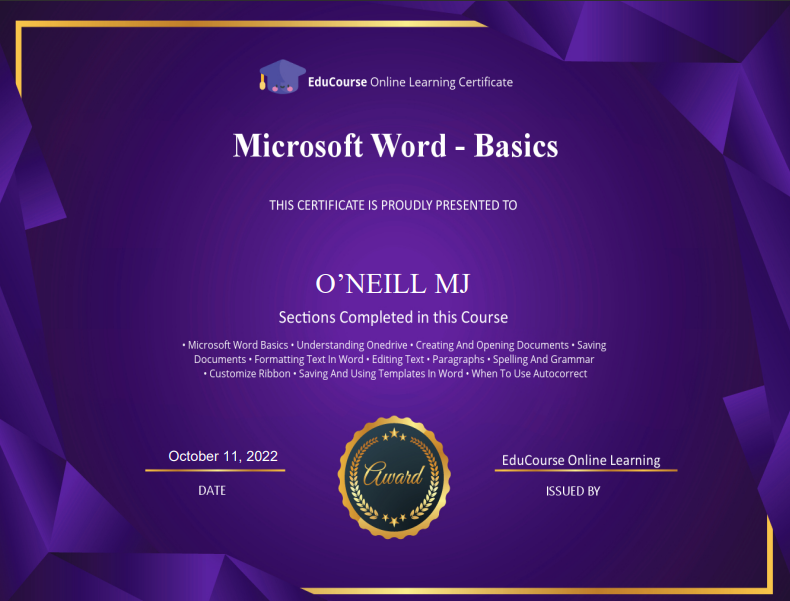 EduCourse Online Learning Certificate
Microsoft Word - Basics
THIS CERTIFICATE IS PROUDLY PRESENTED TO
O’NEILL MJ
Sections Completed in this Course
• Microsoft Word Basics • Understanding Onedrive • Creating And Opening Documents • Saving
Documents • Formatting Text In Word • Editing Text • Paragraphs • Spelling And Grammar
• Customize Ribbon • Saving And Using Templates In Word • When To Use Autocorrect
October 11, 2022
DATE
Award
EduCourse Online Learning
ISSUED BY